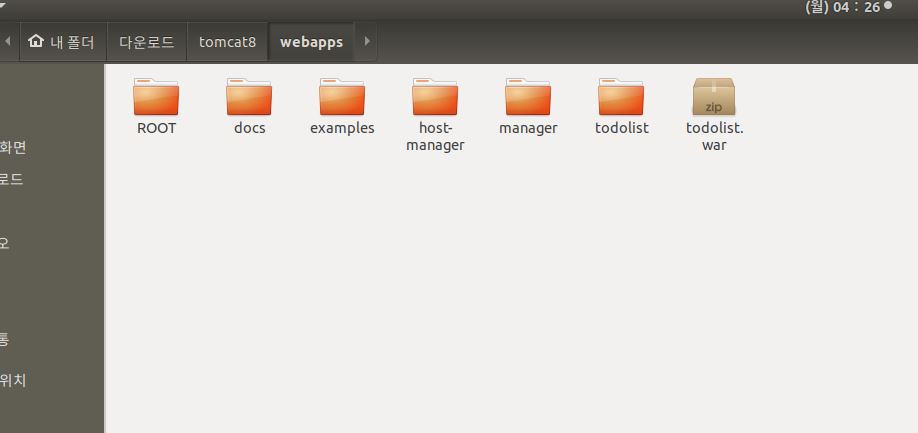 (월) 04 : 26
내 폴더 다운로드 tomcat8 webapps
ROOT docs examples host-manager manager todolist todolist.war
zip
화면
로드
오
통
위치